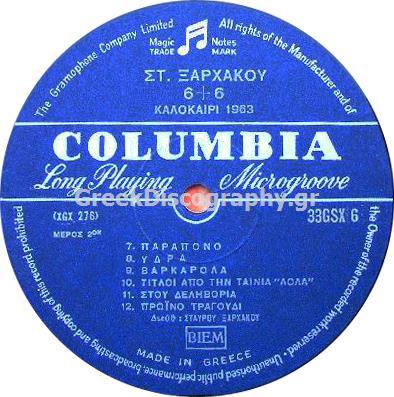 The Gramophone Company Limited
All rights of the Manufacturer and of
Magic Notes
TRADE MARK
ΣΤ. ΞΑΡΧΑΚΟΥ
6+6
ΚΑΛΟΚΑΙΡΙ 1963
COLUMBIA
Long Playing Microgroove
GreekDiscography.gr
(XGX 276)
33GSX 6
ΜΕΡΟΣ 2ον
7. ΠΑΡΑΠΟΝΟ
8. ΥΔΡΑ
9. ΒΑΡΚΑΡΟΛΑ
10. ΤΙΤΛΟΙ ΑΠΟ ΤΗΝ ΤΑΙΝΙΑ "ΛΟΛΑ"
11. ΣΤΟΥ ΔΕΛΗΒΟΡΙΑ
12. ΠΡΩΪΝΟ ΤΡΑΓΟΥΔΙ
Διεύθ: ΣΤΑΥΡΟΥ ΞΑΡΧΑΚΟΥ
BIEM
MADE IN GREECE
the Owner of the recorded work reserved. Unauthorised public performance, broadcasting and copying of this record prohibited